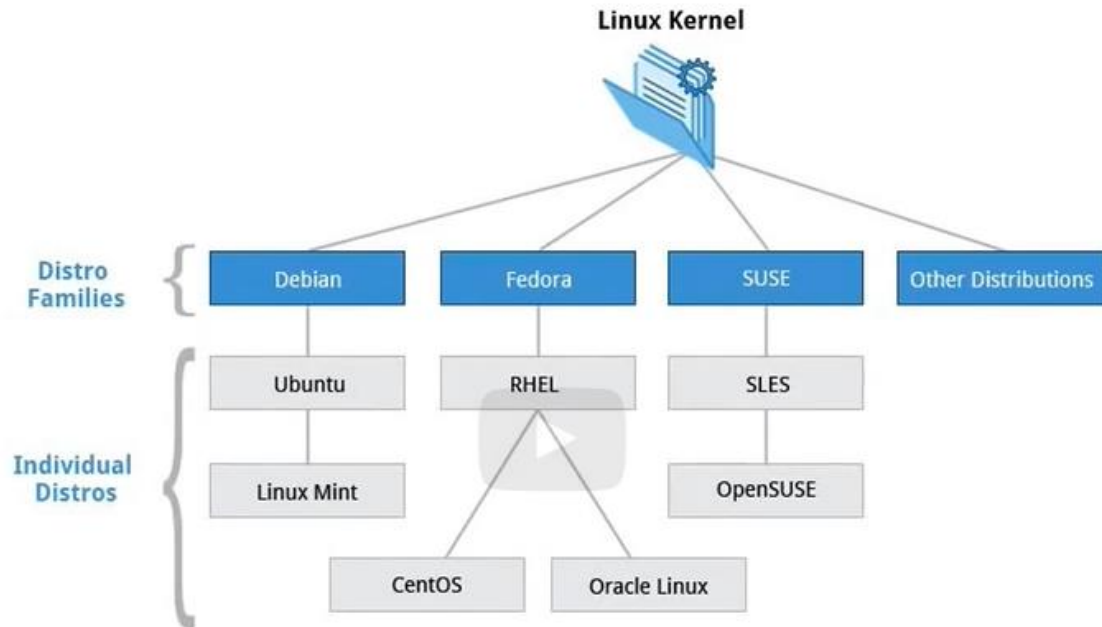 Linux Kernel
Distro
Families
Debian
Fedora
SUSE
Other Distributions
Individual
Distros
Ubuntu
RHEL
SLES
Linux Mint
OpenSUSE
CentOS
Oracle Linux